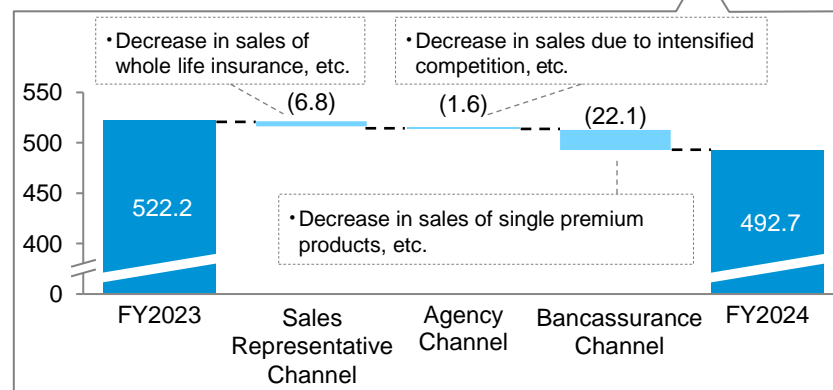 ・Decrease in sales of
whole life insurance, etc.
・Decrease in sales due to intensified
competition, etc.
550
500
450
400
0
(6.8)
(1.6)
(22.1)
522.2
492.7
・Decrease in sales of single premium
products, etc.
FY2023
Sales
Representative
Channel
Agency
Channel
Bancassurance
Channel
FY2024